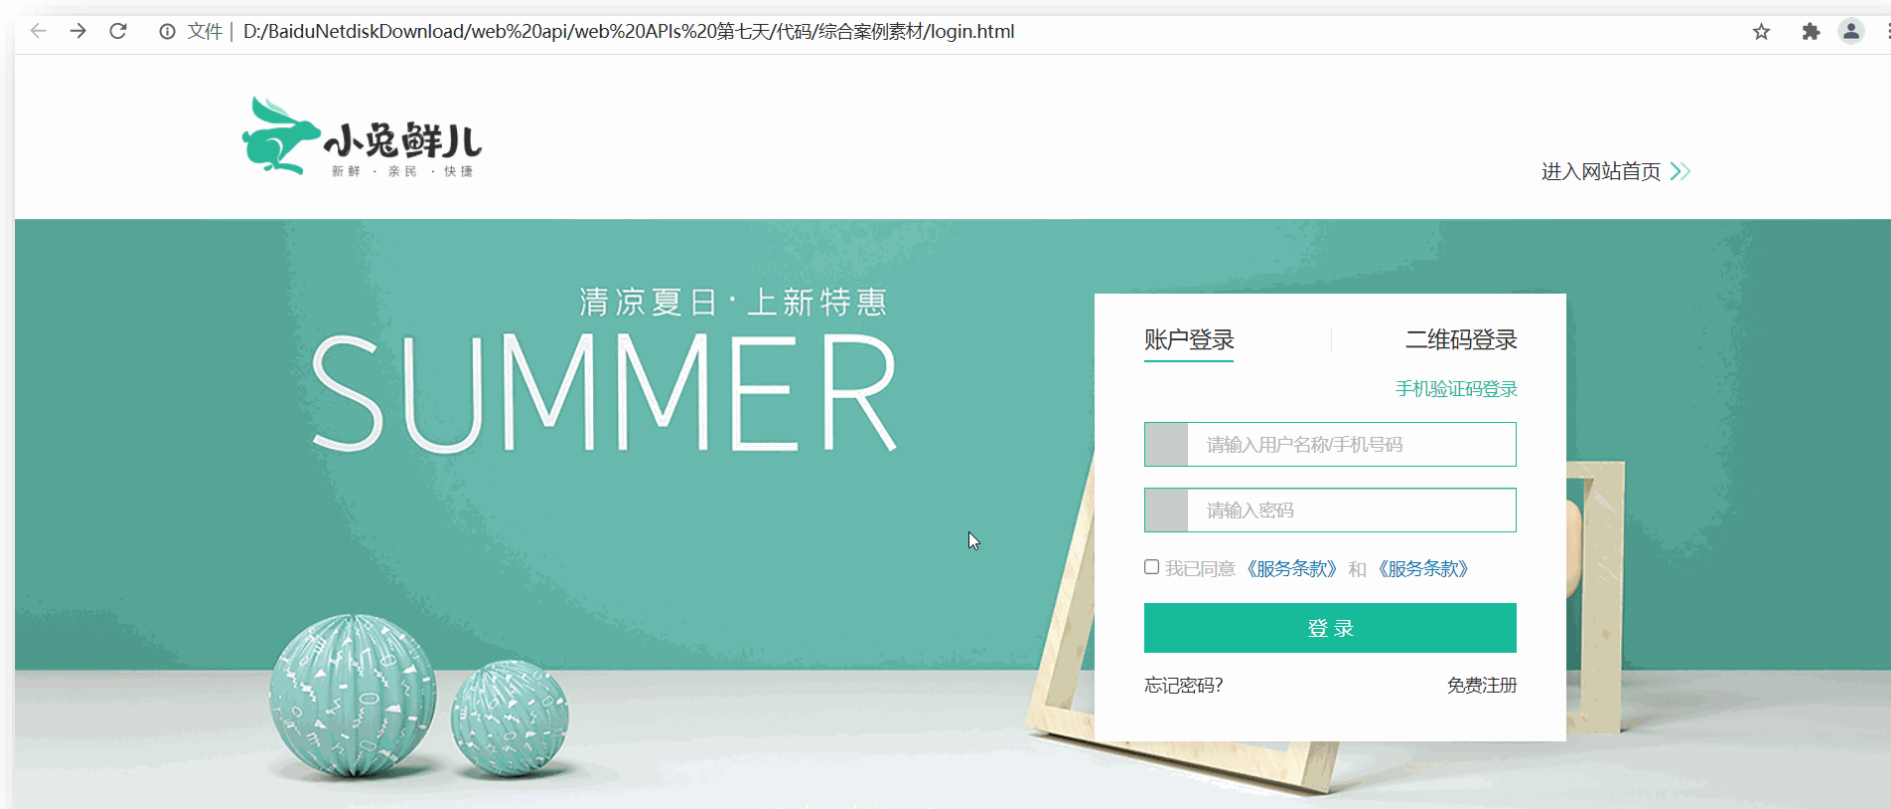 文件 | D:/BaiduNetdiskDownload/web%20api/web%20APIs%20第七天/代码/综合案例素材/login.html
小兔鲜儿
新鲜 · 亲民 · 快捷
进入网站首页
清凉夏日·上新特惠
SUMMER
账户登录 二维码登录
手机验证码登录
请输入用户名称/手机号码
请输入密码
我已同意《服务条款》和《服务条款》
登 录
忘记密码? 免费注册